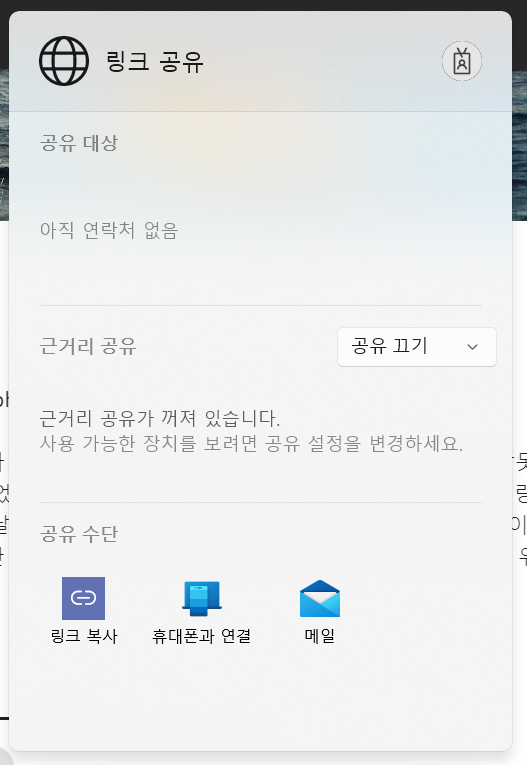 링크 공유
공유 대상
아직 연락처 없음
근거리 공유
공유 끄기
근거리 공유가 꺼져 있습니다.
사용 가능한 장치를 보려면 공유 설정을 변경하세요.
공유 수단
링크 복사
휴대폰과 연결
메일